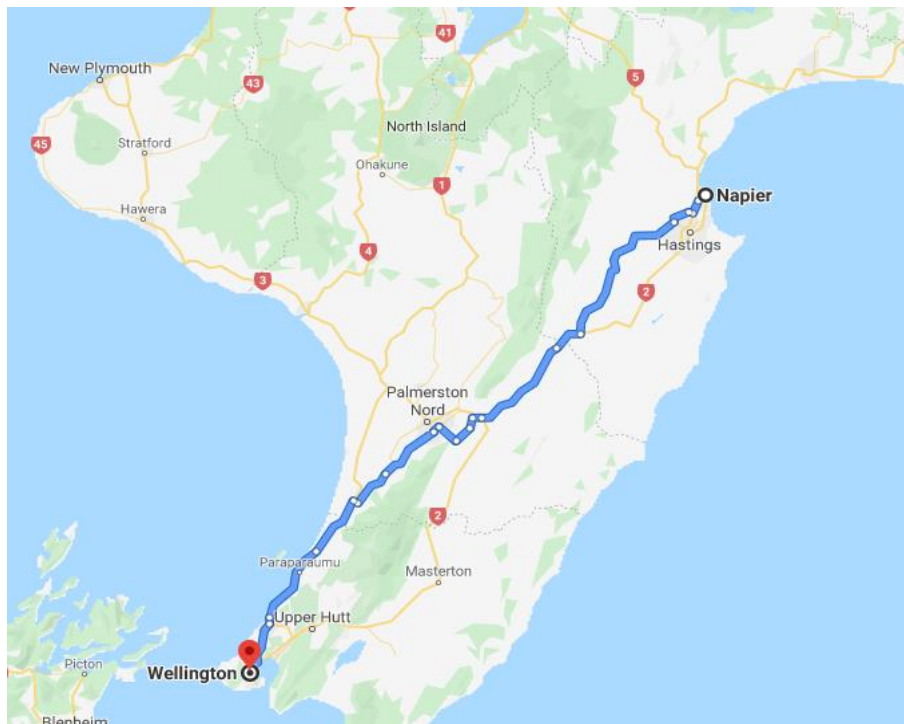 41
New Plymouth
43
5
North Island
45
Stratford
Ohakune
1
Napier
Hawera
Hastings
4
3
2
Palmerston
Nord
2
Paraparaumu
Masterton
Upper Hutt
Picton
Wellington
Blenheim